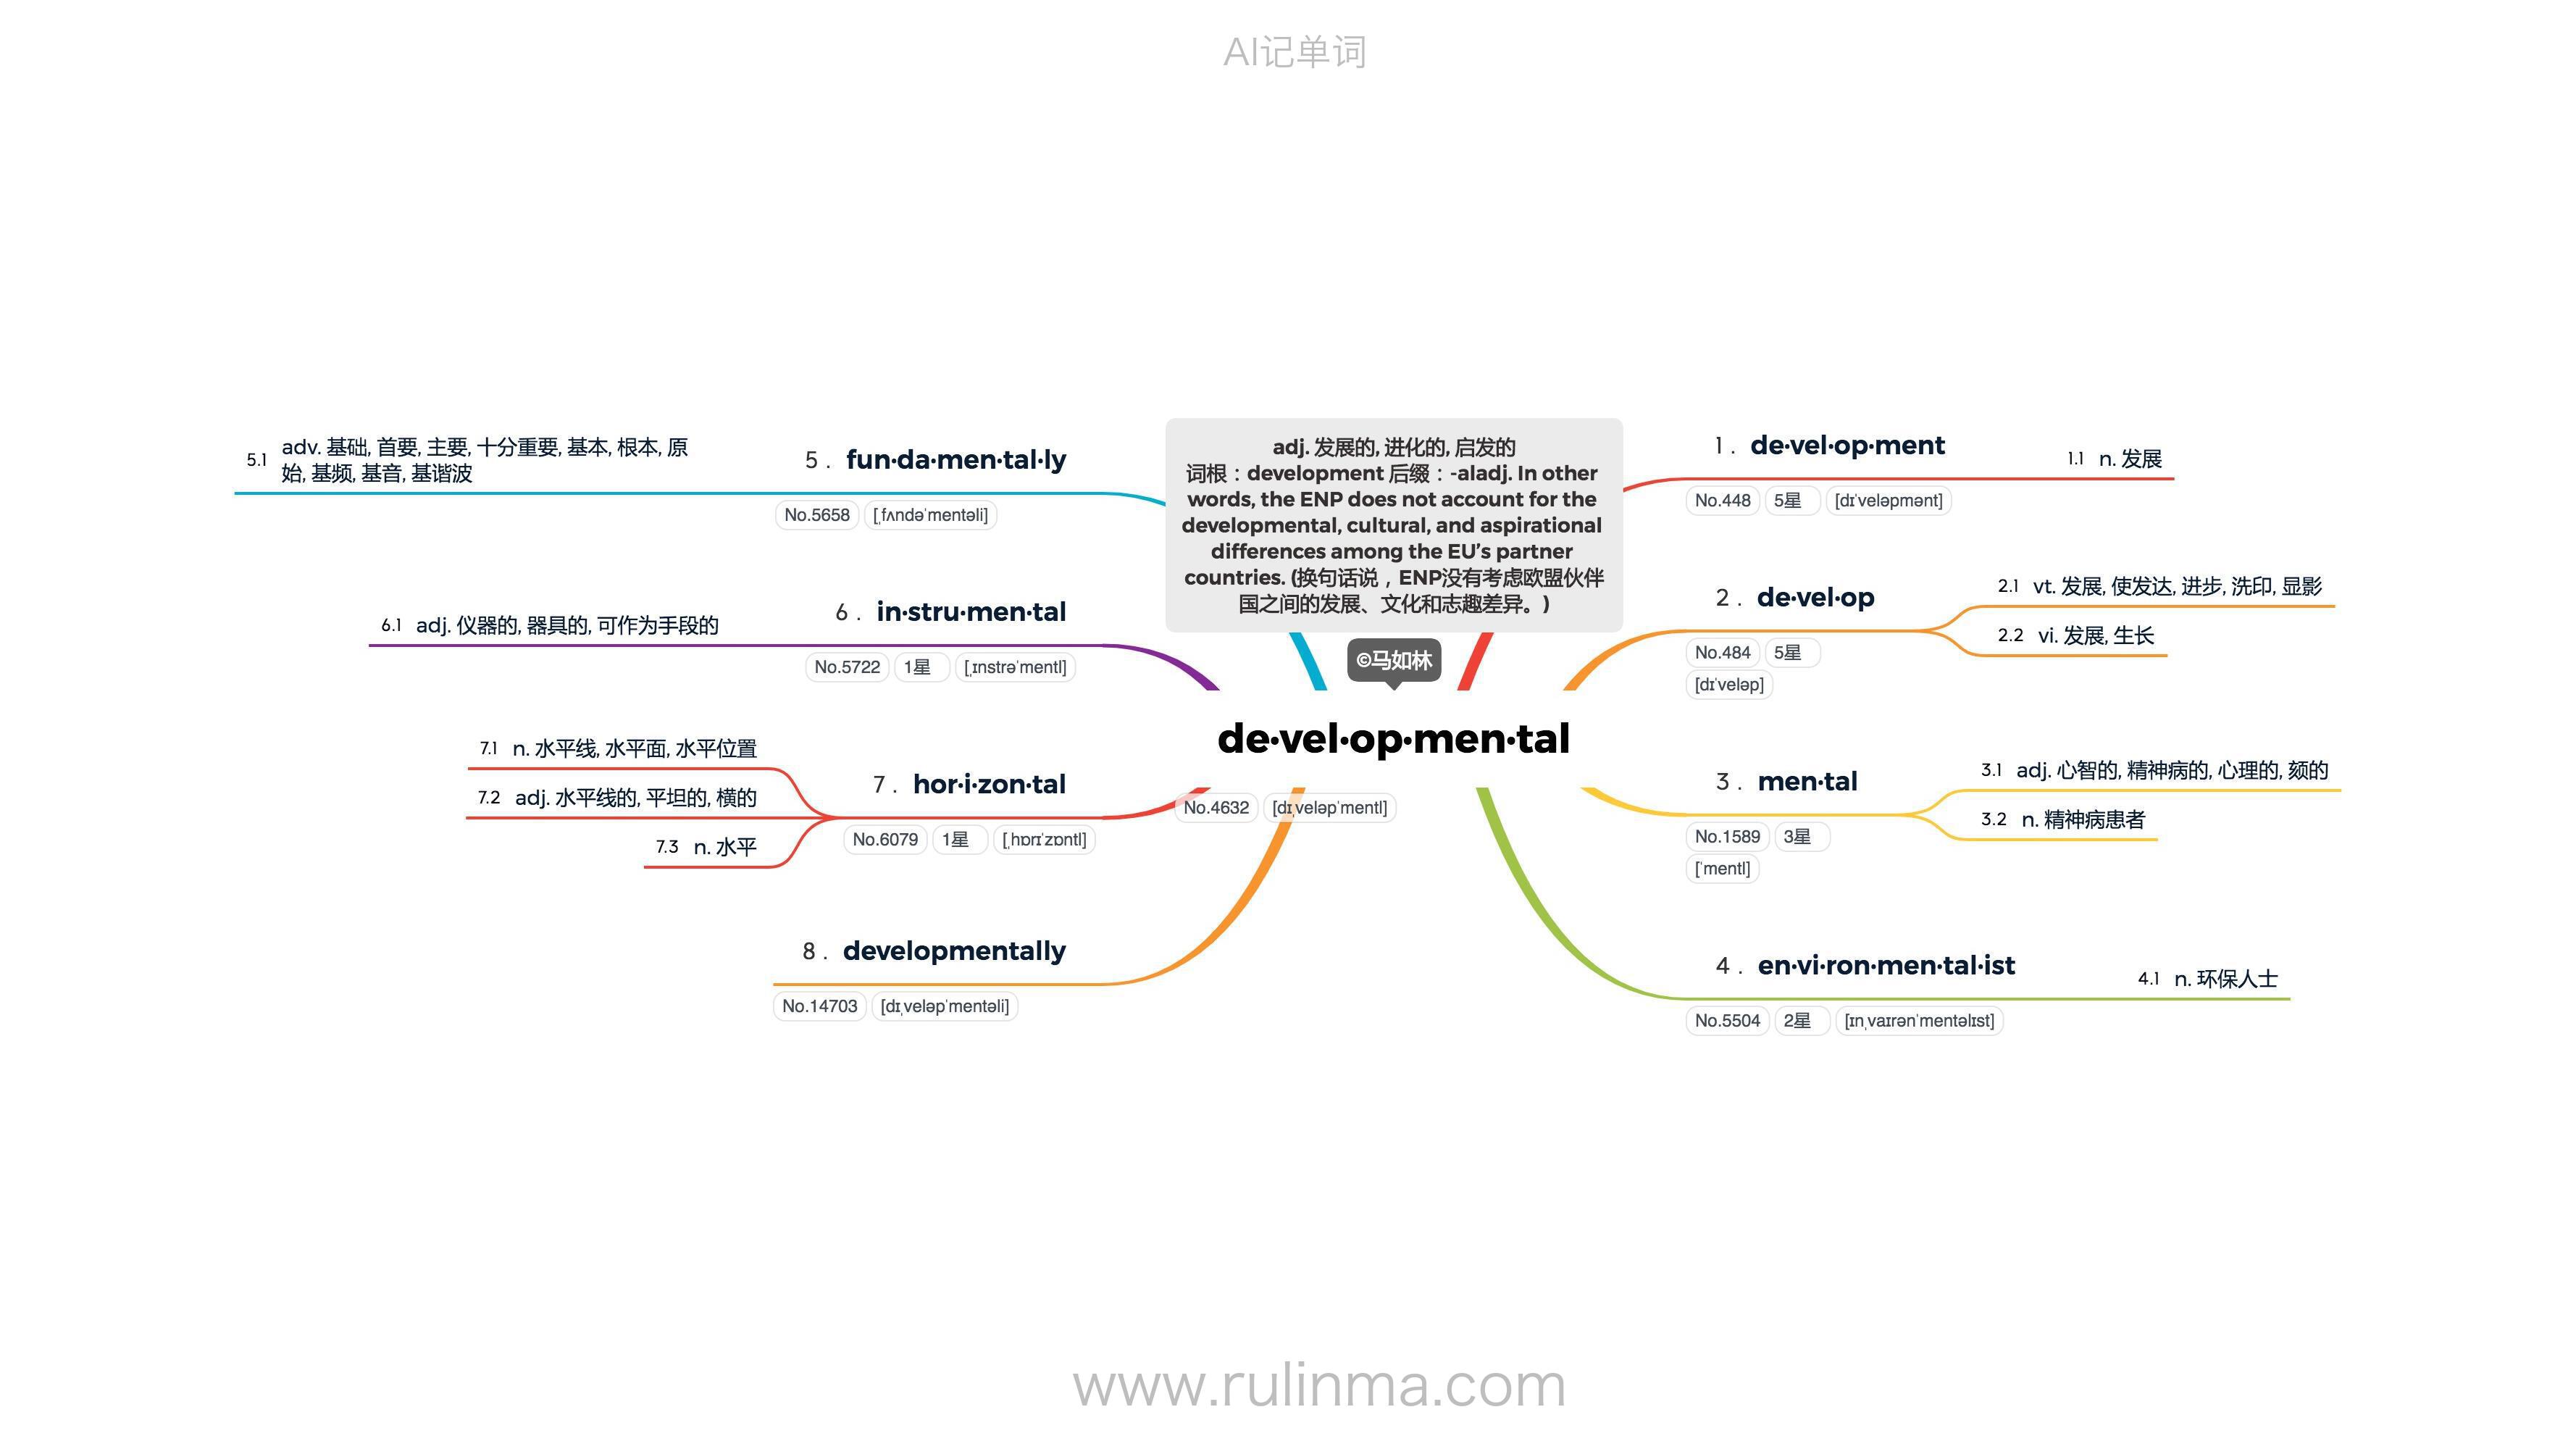 AI记单词
adj. 发展的, 进化的, 启发的
词根：development 后缀：-aladj. In other
words, the ENP does not account for the
developmental, cultural, and aspirational
differences among the EU’s partner
countries. (换句话说，ENP没有考虑欧盟伙伴
国之间的发展、文化和志趣差异。)
©马如林
de·vel·op·men·tal
No.4632 [dɪˌveləpˈmentl]
1 . de·vel·op·ment
No.448 5星 [dɪˈveləpmənt]
1.1 n. 发展
2 . de·vel·op
No.484 5星
[dɪˈveləp]
2.1 vt. 发展, 使发达, 进步, 洗印, 显影
2.2 vi. 发展, 生长
3 . men·tal
No.1589 3星
[ˈmentl]
3.1 adj. 心智的, 精神病的, 心理的, 颏的
3.2 n. 精神病患者
4 . en·vi·ron·men·tal·ist
No.5504 2星 [ɪnˌvaɪrənˈmentəlɪst]
4.1 n. 环保人士
5 . fun·da·men·tal·ly
No.5658 [ˌfʌndəˈmentəli]
5.1 adv. 基础, 首要, 主要, 十分重要, 基本, 根本, 原
始, 基频, 基音, 基谐波
6 . in·stru·men·tal
No.5722 1星 [ˌɪnstrəˈmentl]
6.1 adj. 仪器的, 器具的, 可作为手段的
7 . hor·i·zon·tal
No.6079 1星 [ˌhɒrɪˈzɒntl]
7.1 n. 水平线, 水平面, 水平位置
7.2 adj. 水平线的, 平坦的, 横的
7.3 n. 水平
8 . developmentally
No.14703 [dɪˌveləpˈmentəli]
www.rulinma.com